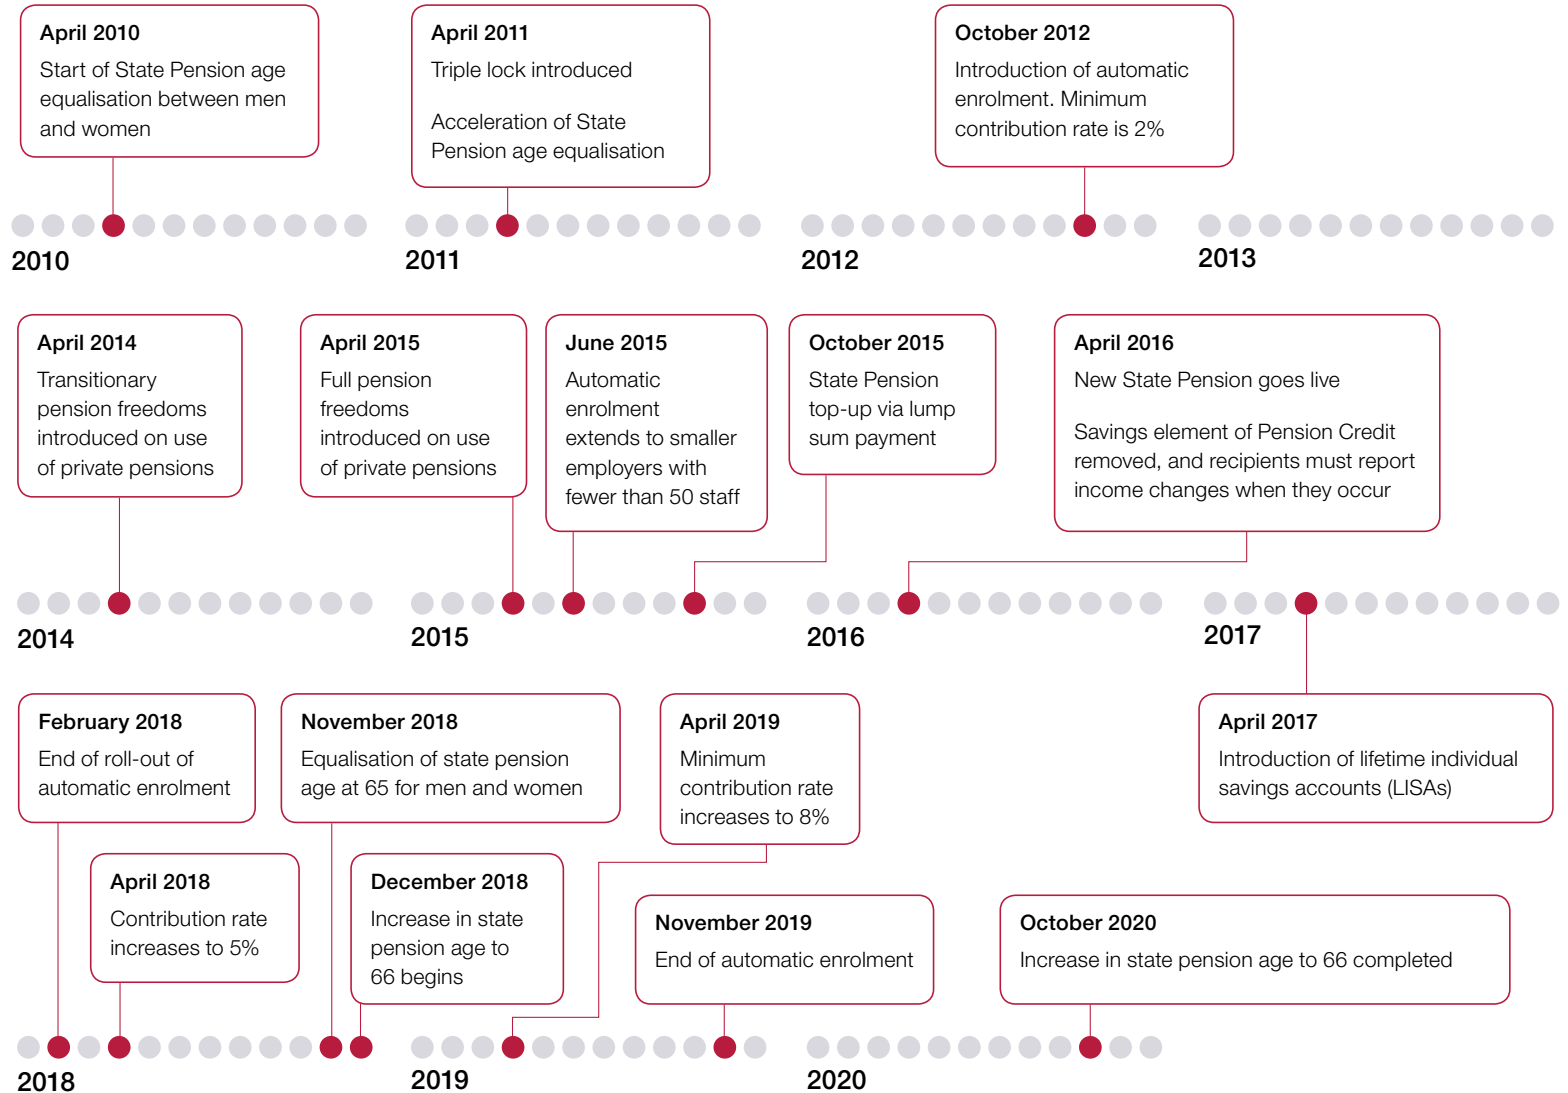 April 2010
Start of State Pension age
equalisation between men
and women
April 2011
Triple lock introduced
Acceleration of State
Pension age equalisation
October 2012
Introduction of automatic
enrolment. Minimum
contribution rate is 2%
2010
2011
2012
2013
April 2014
Transitionary
pension freedoms
introduced on use
of private pensions
April 2015
Full pension
freedoms
introduced on use
of private pensions
June 2015
Automatic
enrolment
extends to smaller
employers with
fewer than 50 staff
October 2015
State Pension
top-up via lump
sum payment
April 2016
New State Pension goes live
Savings element of Pension Credit
removed, and recipients must report
income changes when they occur
2014
2015
2016
2017
April 2017
Introduction of lifetime individual
savings accounts (LISAs)
February 2018
End of roll-out of
automatic enrolment
April 2018
Contribution rate
increases to 5%
November 2018
Equalisation of state pension
age at 65 for men and women
December 2018
Increase in state
pension age to
66 begins
April 2019
Minimum
contribution rate
increases to 8%
November 2019
End of automatic enrolment
October 2020
Increase in state pension age to 66 completed
2018
2019
2020